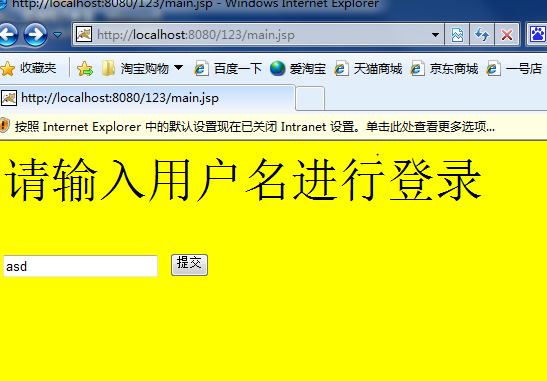 http://localhost:8080/123/main.jsp - Windows Internet Explorer
http://localhost:8080/123/main.jsp
收藏夹 淘宝购物 百度一下 爱淘宝 天猫商城 京东商城 一号店
http://localhost:8080/123/main.jsp
按照 Internet Explorer 中的默认设置现在已关闭 Intranet 设置。单击此处查看更多选项...
请输入用户名进行登录
asd 提交